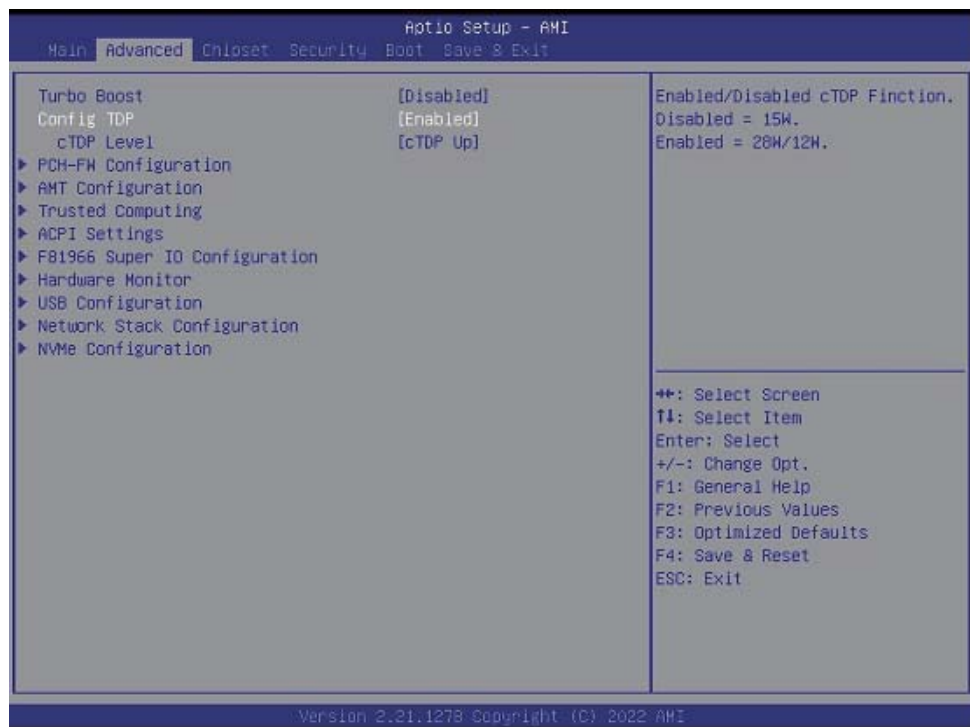 Aptio Setup - AMI
Main Advanced Chipset Security Boot Save & Exit
Turbo Boost [Disabled]
Config TDP [Enabled]
cTDP Level [cTDP Up]
PCH-FW Configuration
AMT Configuration
Trusted Computing
ACPI Settings
F81966 Super IO Configuration
Hardware Monitor
USB Configuration
Network Stack Configuration
NVMe Configuration
Enabled/Disabled cTDP Finction.
Disabled = 15W.
Enabled = 28W/12W.
→←: Select Screen
↑↓: Select Item
Enter: Select
+/-: Change Opt.
F1: General Help
F2: Previous Values
F3: Optimized Defaults
F4: Save & Reset
ESC: Exit
Version 2.21.1278 Copyright (C) 2022 AMI